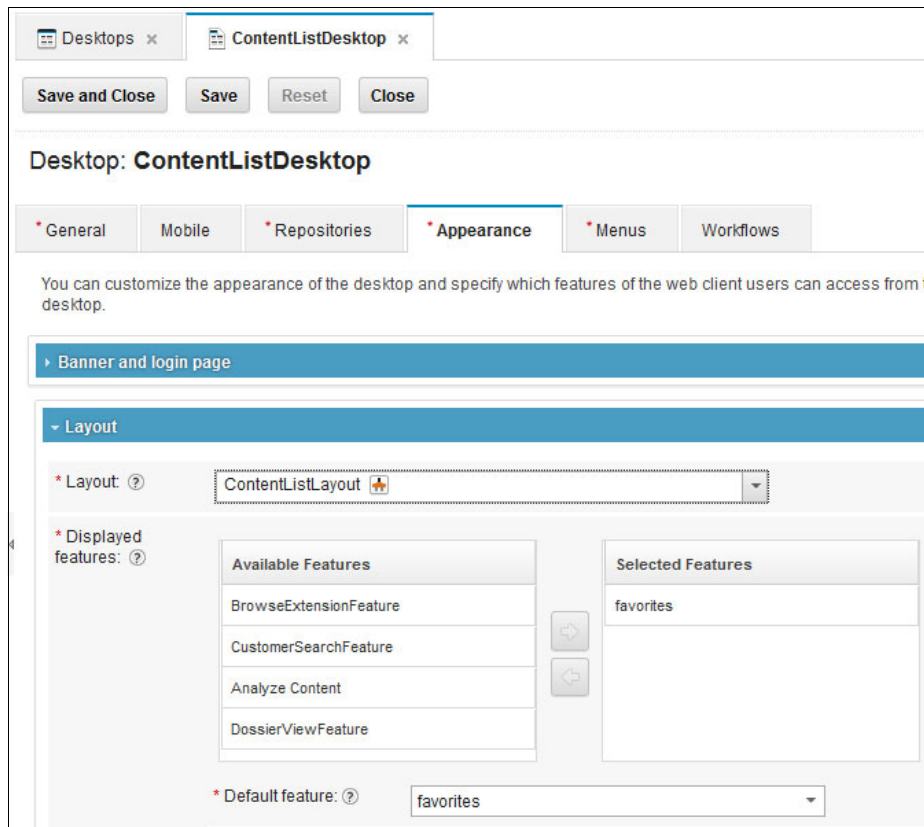 Desktops ×
ContentListDesktop ×
Save and Close
Save
Reset
Close
Desktop: ContentListDesktop
* General
Mobile
* Repositories
* Appearance
* Menus
Workflows
You can customize the appearance of the desktop and specify which features of the web client users can access from
desktop.
Banner and login page
Layout
* Layout: ?
ContentListLayout
* Displayed
features: ?
Available Features
BrowseExtensionFeature
CustomerSearchFeature
Analyze Content
DossierViewFeature
Selected Features
favorites
* Default feature: ?
favorites